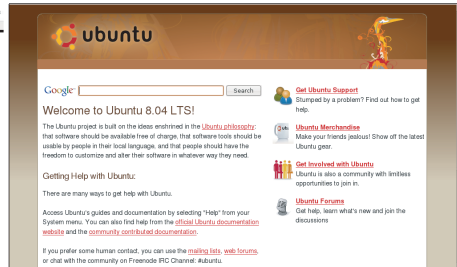 ubuntu
Google
Search
Welcome to Ubuntu 8.04 LTS!
The Ubuntu project is built on the ideas enshrined in the Ubuntu philosophy:
that software should be available free of charge, that software tools should be
usable by people in their local language, and that people should have the
freedom to customize and alter their software in whatever way they need.
Getting Help with Ubuntu:
There are many ways to get help with Ubuntu.
Access Ubuntu's guides and documentation by selecting "Help" from your
System menu. You can also find help from the official Ubuntu documentation
website and the community contributed documentation.
If you prefer some human contact, you can use the mailing lists, web forums,
or chat with the community on Freenode IRC Channel: #ubuntu.
Get Ubuntu Support
Stumped by a problem? Find out how to get
help.
Ubuntu Merchandise
Make your friends jealous! Show off the latest
Ubuntu gear.
Get Involved with Ubuntu
Ubuntu is also a community with limitless
opportunities to join in.
Ubuntu Forums
Get help, learn what's new and join the
discussions